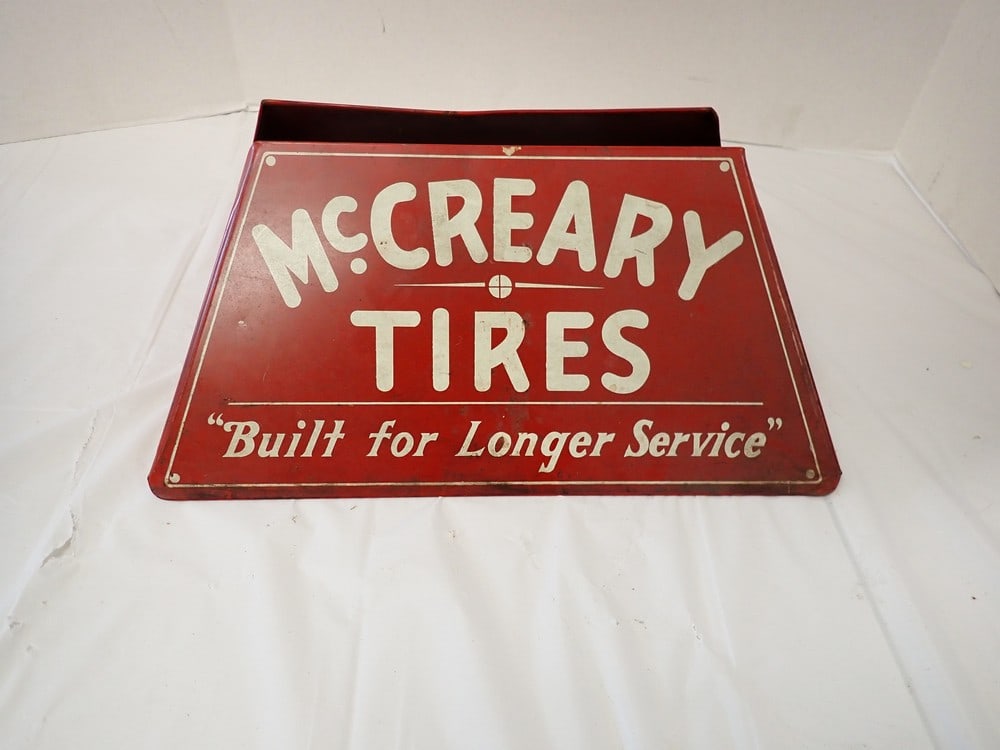 McCREARY
TIRES
“Built for Longer Service”